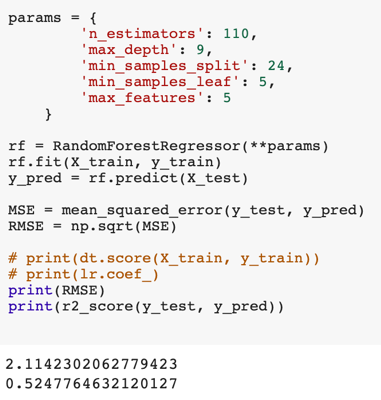 params = {
        'n_estimators': 110,
        'max_depth': 9,
        'min_samples_split': 24,
        'min_samples_leaf': 5,
        'max_features': 5
    }
rf = RandomForestRegressor(**params)
rf.fit(X_train, y_train)
y_pred = rf.predict(X_test)
MSE = mean_squared_error(y_test, y_pred)
RMSE = np.sqrt(MSE)
# print(dt.score(X_train, y_train))
# print(lr.coef_)
print(RMSE)
print(r2_score(y_test, y_pred))
2.1142302062779423
0.5247764632120127